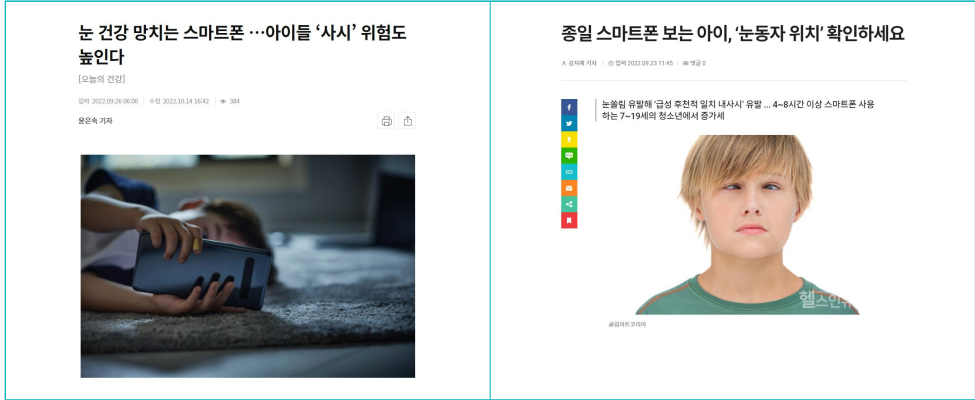 눈 건강 망치는 스마트폰 …아이들 ‘사시’ 위험도
높인다
[오늘의 건강]
입력 2022.09.26 06:00 수정 2022.10.14 16:42 384
윤은숙 기자
종일 스마트폰 보는 아이, ‘눈동자 위치’ 확인하세요
김지예 기자 입력 2022.09.23 11:45 댓글 0
눈쏠림 유발해 ‘급성 후천적 일치 내사시’ 유발 ... 4~8시간 이상 스마트폰 사용
하는 7~19세의 청소년에서 증가세
헬스인뉴
클립아트코리아